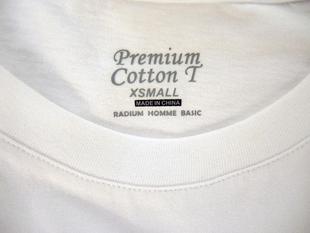 Premium
Cotton T
XSMALL
MADE IN CHINA
RADIUM HOMME BASIC